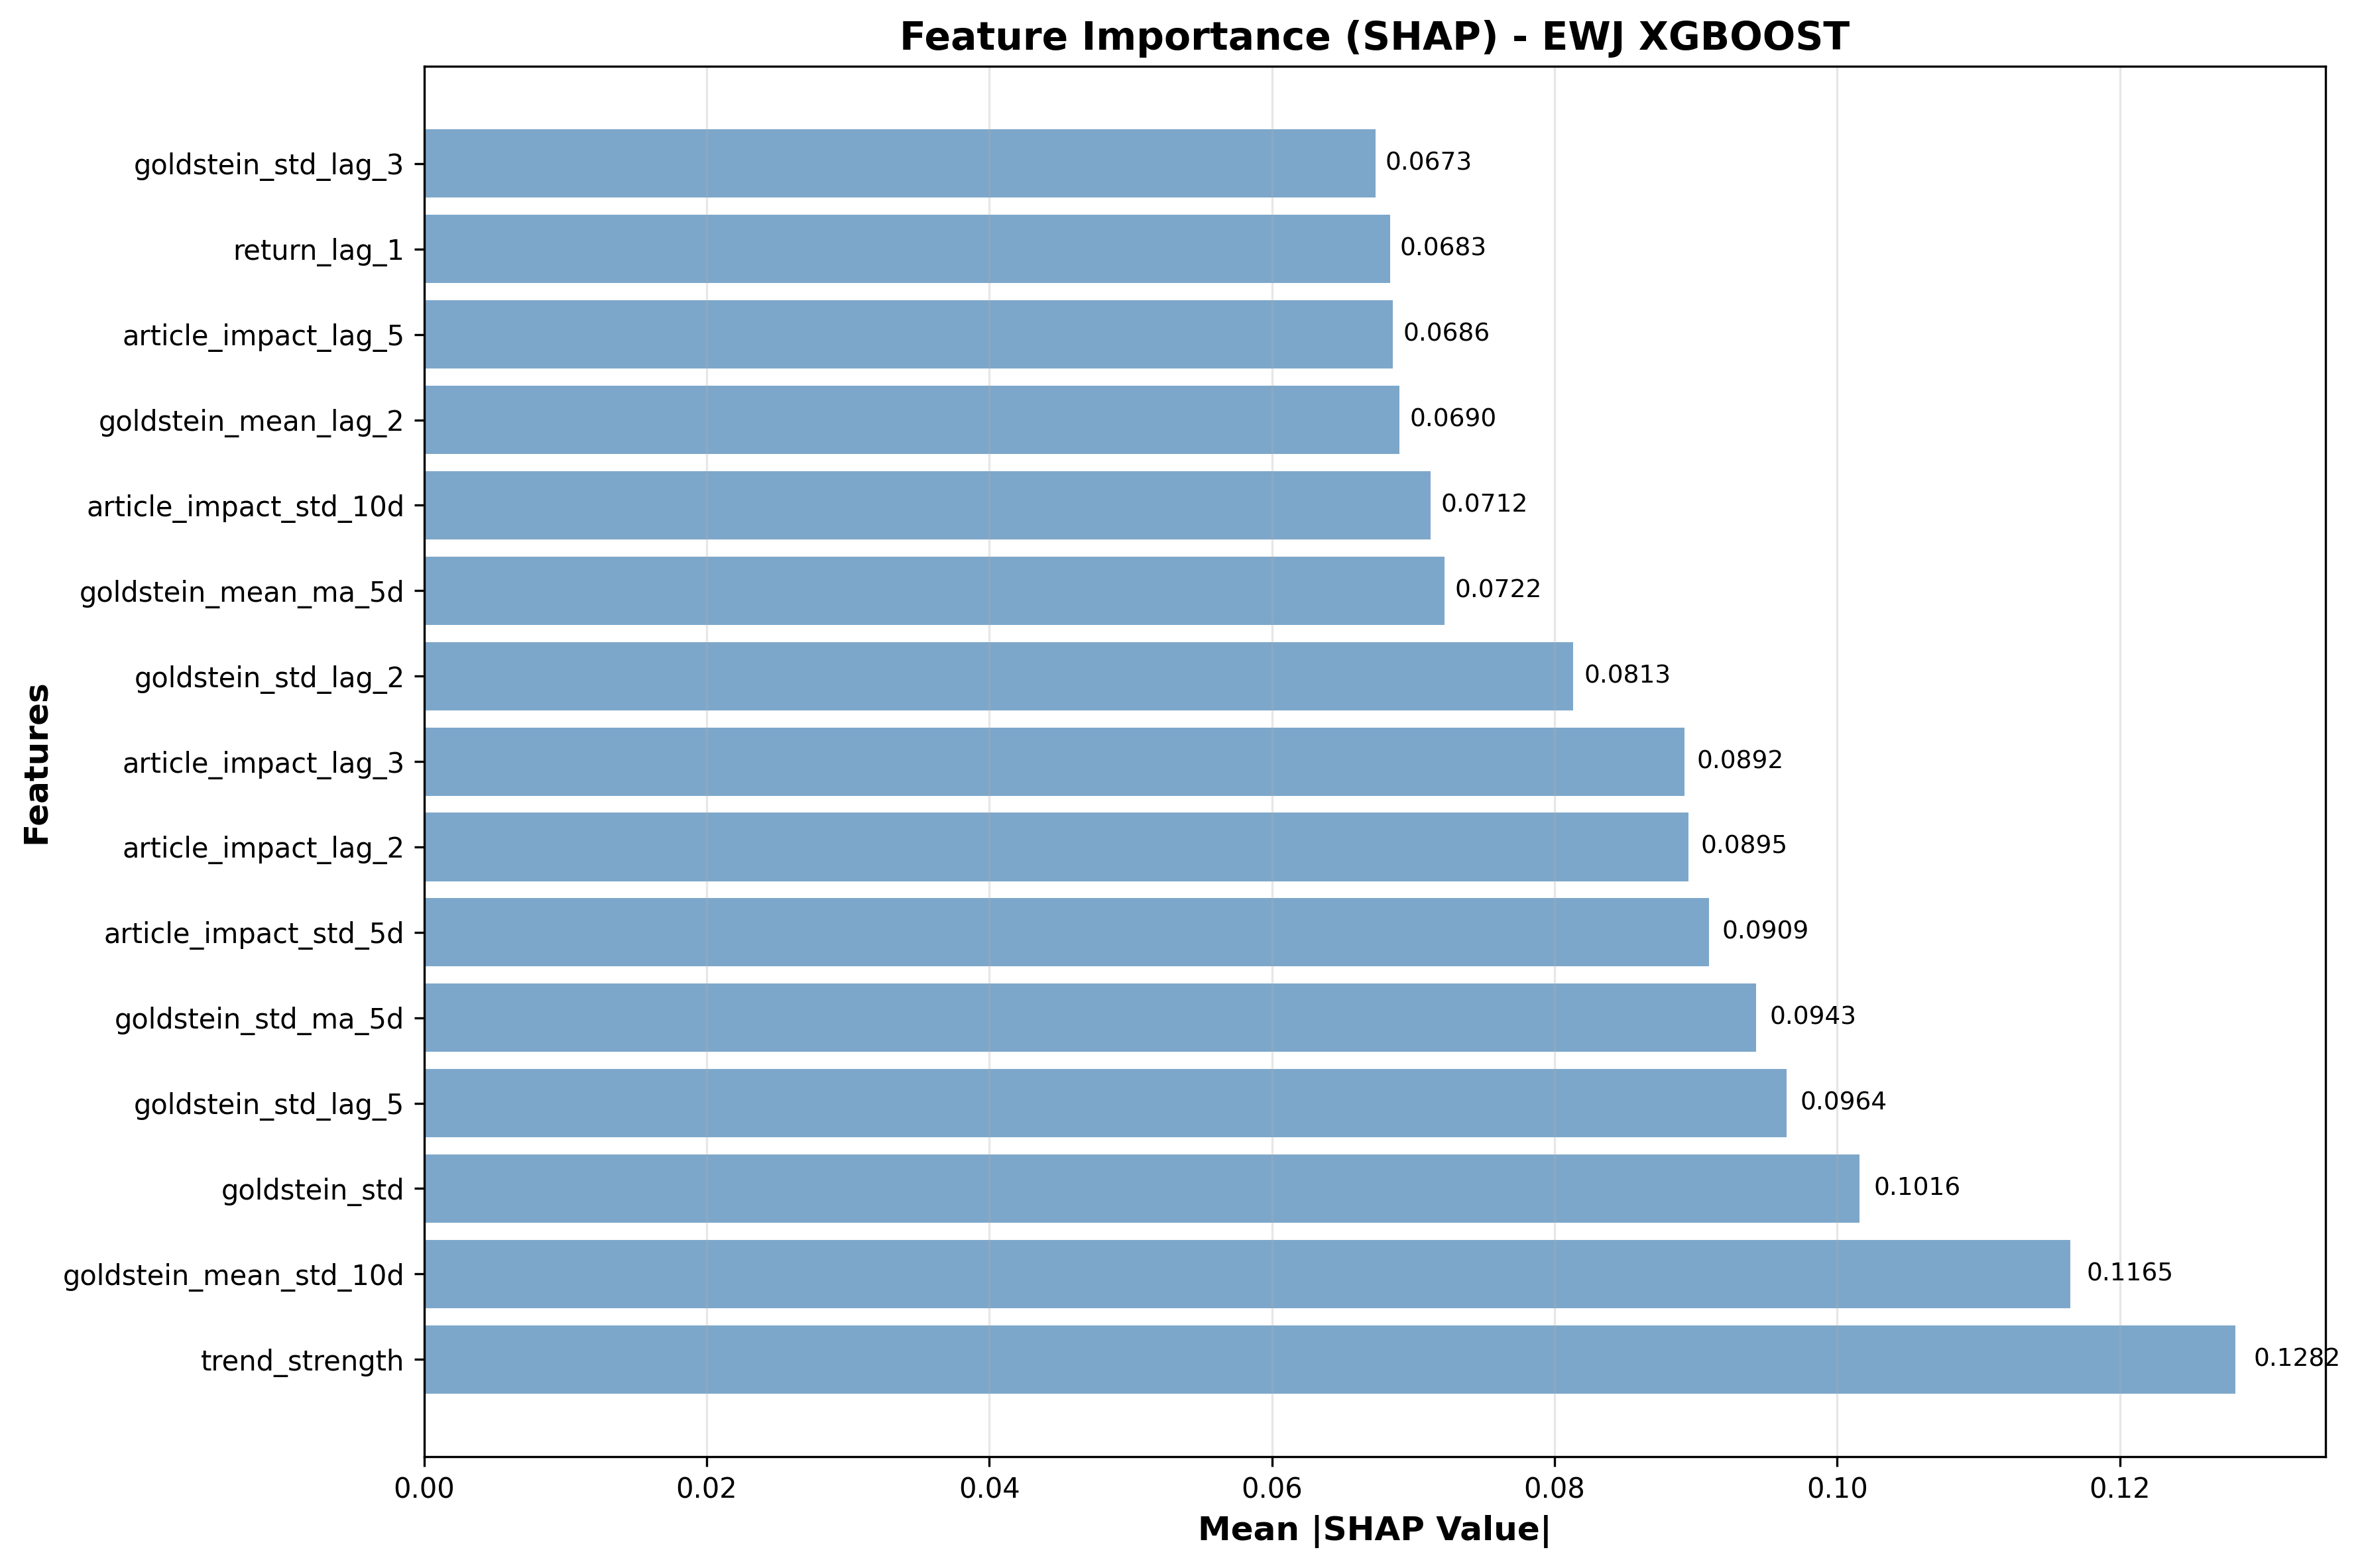 Feature Importance (SHAP) - EWJ XGBOOST
Features
goldstein_std_lag_3 0.0673
return_lag_1 0.0683
article_impact_lag_5 0.0686
goldstein_mean_lag_2 0.0690
article_impact_std_10d 0.0712
goldstein_mean_ma_5d 0.0722
goldstein_std_lag_2 0.0813
article_impact_lag_3 0.0892
article_impact_lag_2 0.0895
article_impact_std_5d 0.0909
goldstein_std_ma_5d 0.0943
goldstein_std_lag_5 0.0964
goldstein_std 0.1016
goldstein_mean_std_10d 0.1165
trend_strength 0.1282
0.00 0.02 0.04 0.06 0.08 0.10 0.12
Mean |SHAP Value|